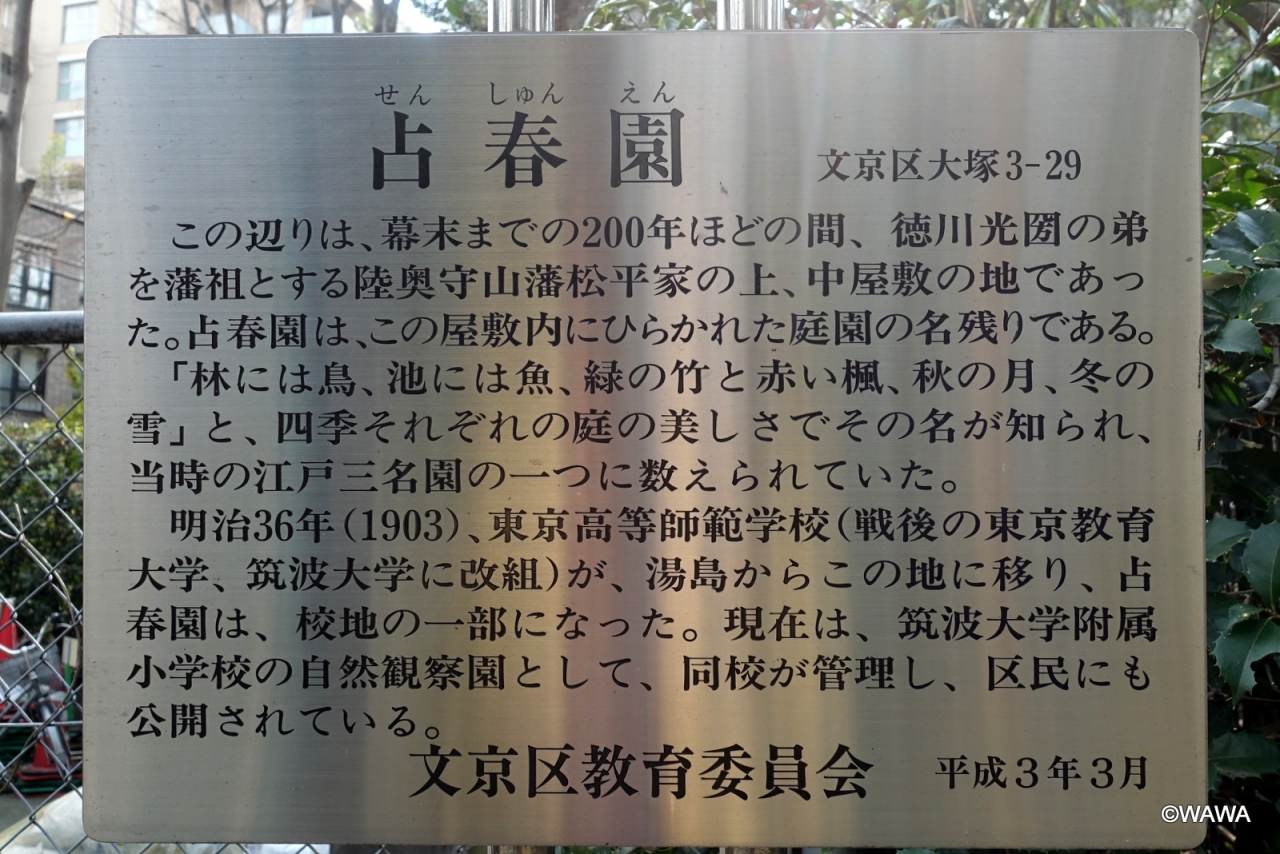 せん しゅん えん
占春園 文京区大塚3-29
この辺りは、幕末までの200年ほどの間、徳川光圀の弟
を藩祖とする陸奥守山藩松平家の上、中屋敷の地であっ
た。占春園は、この屋敷内にひらかれた庭園の名残りである。
「林には鳥、池には魚、緑の竹と赤い楓、秋の月、冬の
雪」と、四季それぞれの庭の美しさでその名が知られ、
当時の江戸三名園の一つに数えられていた。
明治36年(1903)、東京高等師範学校(戦後の東京教育
大学、筑波大学に改組)が、湯島からこの地に移り、占
春園は、校地の一部になった。現在は、筑波大学附属
小学校の自然観察園として、同校が管理し、区民にも
公開されている。
文京区教育委員会 平成3年3月
©WAWA